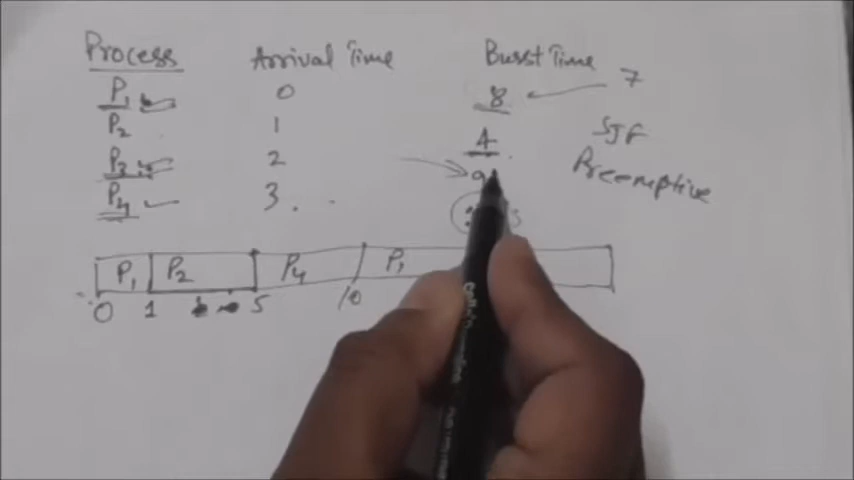 Process Arrival Time Burst Time
P1 0 8 7
P2 1 4 SJF
P3 2 9 Preemptive
P4 3
P1 P2 P4 P1
0 1 5 10